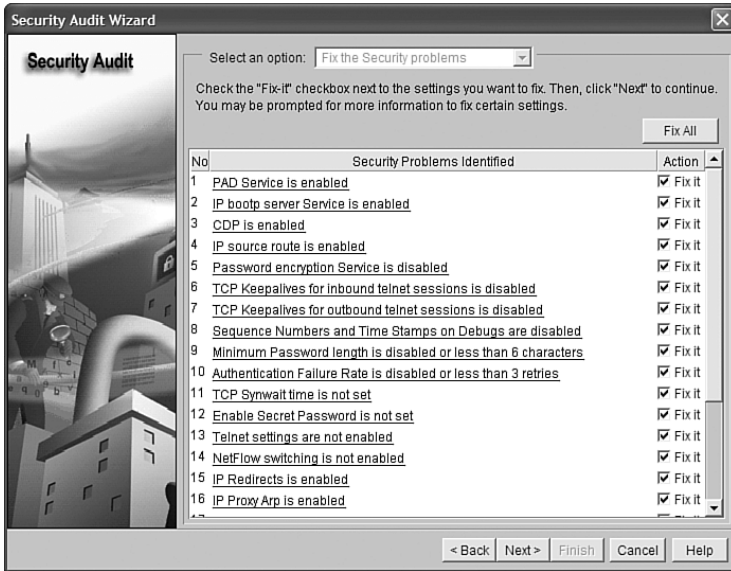 Security Audit Wizard
Security Audit
Select an option: Fix the Security problems
Check the "Fix-it" checkbox next to the settings you want to fix. Then, click "Next" to continue.
You may be prompted for more information to fix certain settings.
Fix All
No Security Problems Identified Action
1 PAD Service is enabled Fix it
2 IP bootp server Service is enabled Fix it
3 CDP is enabled Fix it
4 IP source route is enabled Fix it
5 Password encryption Service is disabled Fix it
6 TCP Keepalives for inbound telnet sessions is disabled Fix it
7 TCP Keepalives for outbound telnet sessions is disabled Fix it
8 Sequence Numbers and Time Stamps on Debugs are disabled Fix it
9 Minimum Password length is disabled or less than 6 characters Fix it
10 Authentication Failure Rate is disabled or less than 3 retries Fix it
11 TCP Synwait time is not set Fix it
12 Enable Secret Password is not set Fix it
13 Telnet settings are not enabled Fix it
14 NetFlow switching is not enabled Fix it
15 IP Redirects is enabled Fix it
16 IP Proxy Arp is enabled Fix it
< Back Next > Finish Cancel Help